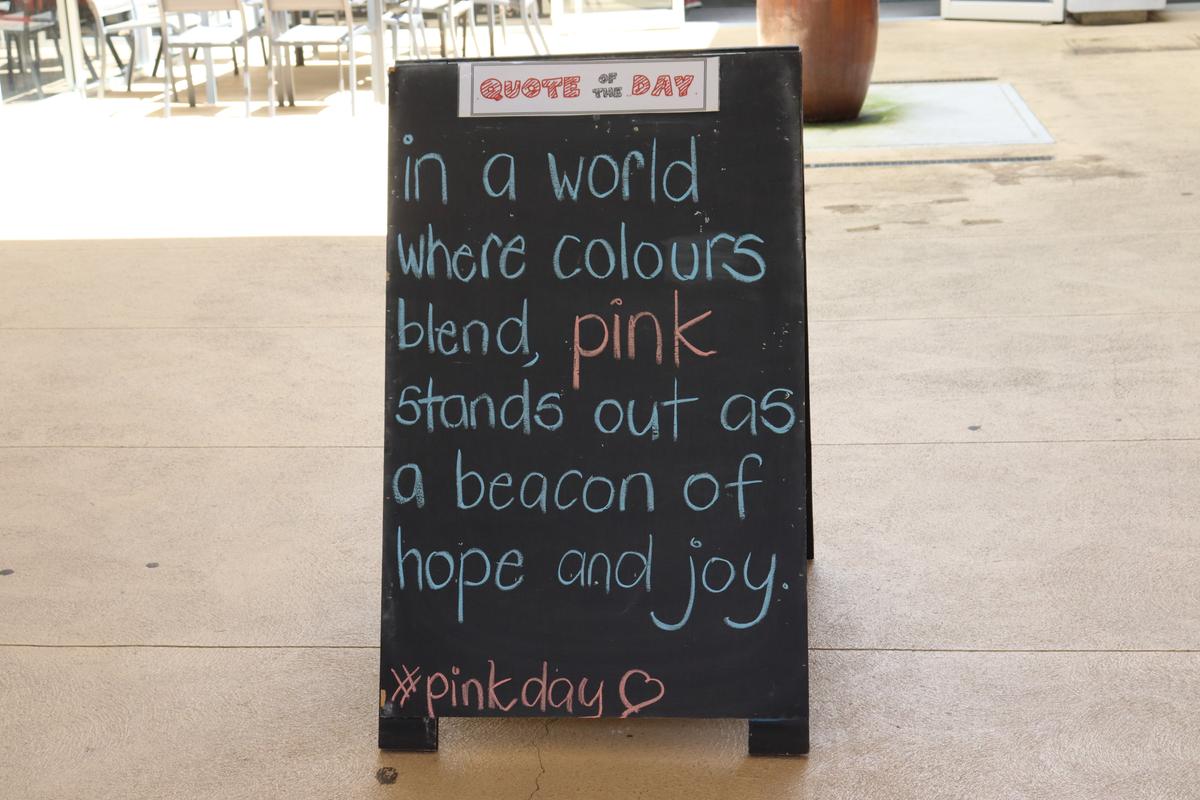 QUOTE OF THE DAY
in a world
where colours
blend, pink
stands out as
a beacon of
hope and joy.
#pinkday